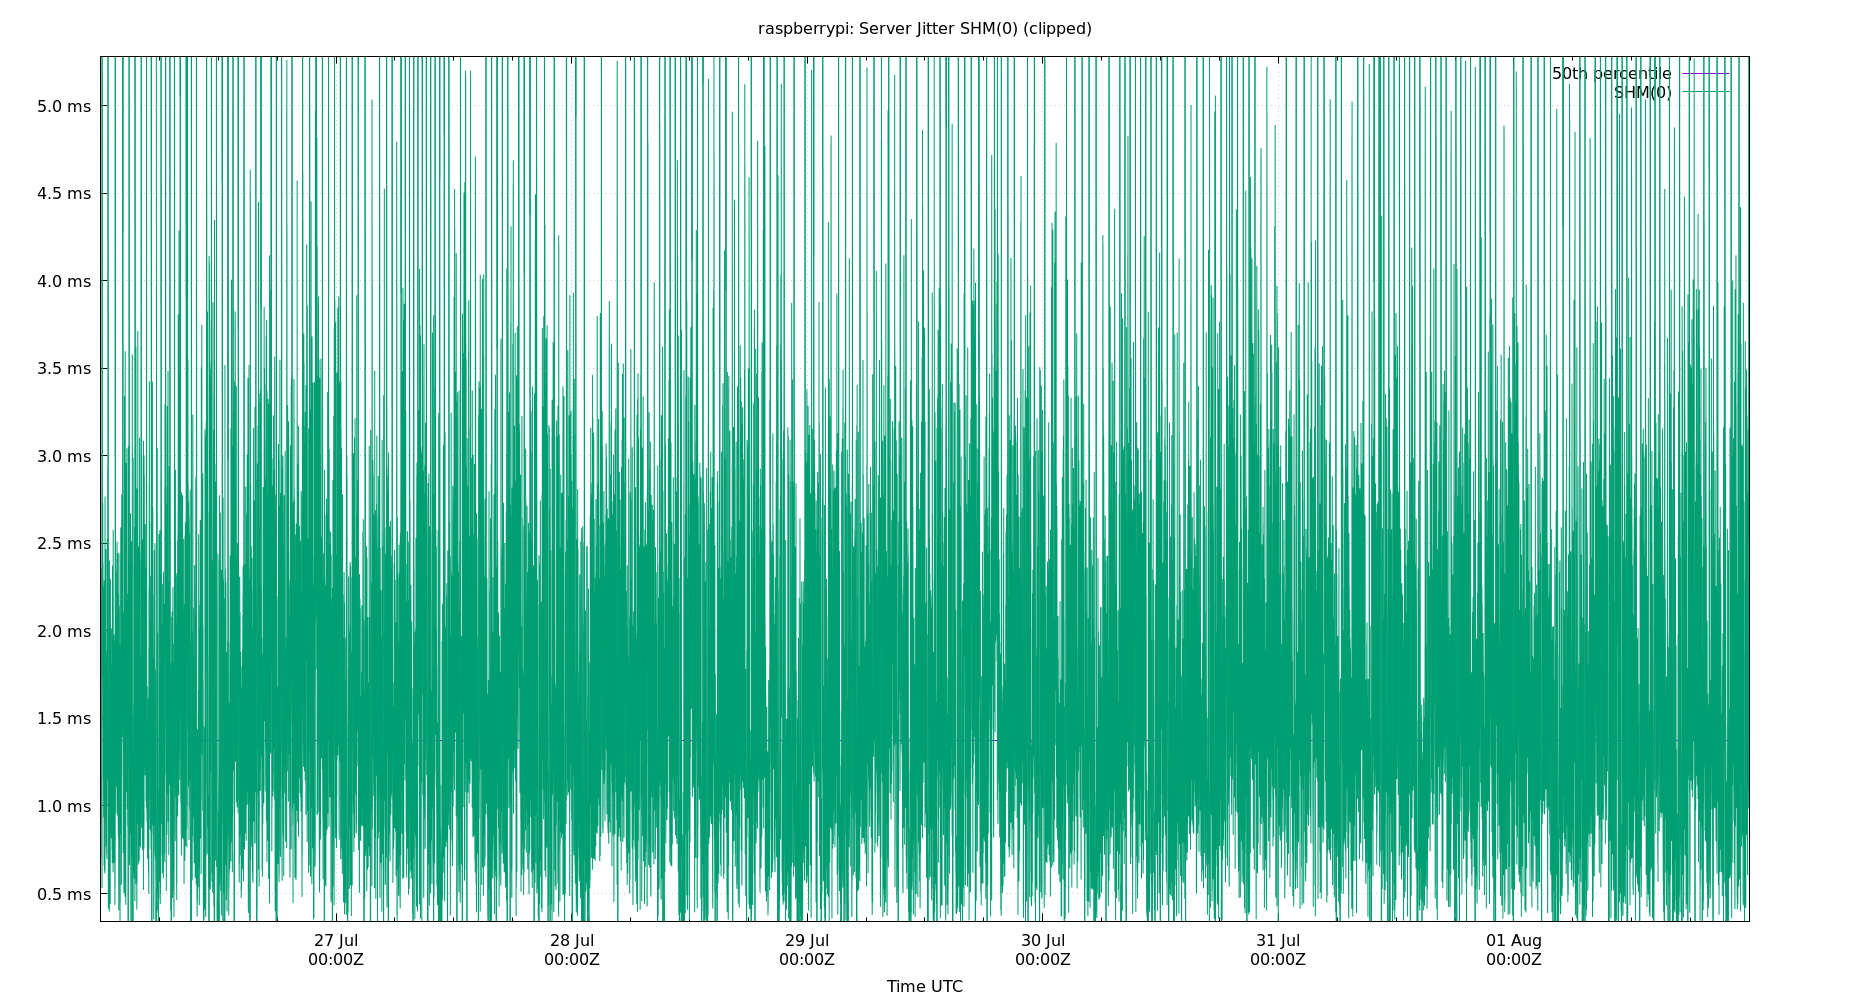 raspberrypi: Server Jitter SHM(0) (clipped)
50th percentile
SHM(0)
5.0 ms
4.5 ms
4.0 ms
3.5 ms
3.0 ms
2.5 ms
2.0 ms
1.5 ms
1.0 ms
0.5 ms
27 Jul 28 Jul 29 Jul 30 Jul 31 Jul 01 Aug
00:00Z 00:00Z 00:00Z 00:00Z 00:00Z 00:00Z
Time UTC